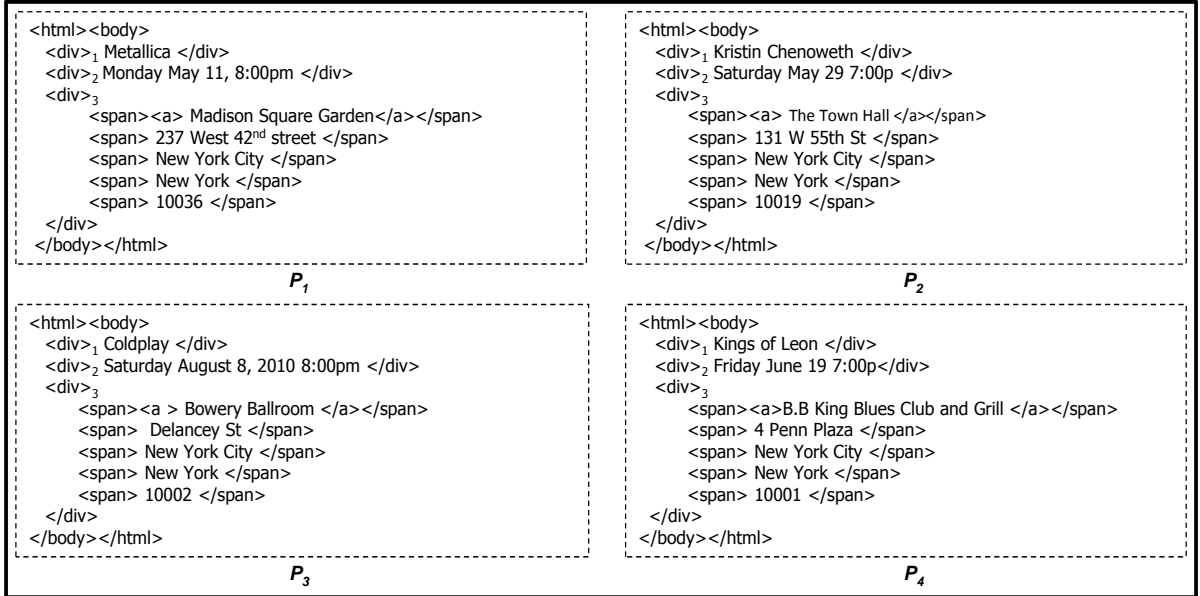 <html><body>
<div>1 Metallica </div>
<div>2 Monday May 11, 8:00pm </div>
<div>3
<span><a> Madison Square Garden</a></span>
<span> 237 West 42nd street </span>
<span> New York City </span>
<span> New York </span>
<span> 10036 </span>
</div>
</body></html>
P1
<html><body>
<div>1 Kristin Chenoweth </div>
<div>2 Saturday May 29 7:00p </div>
<div>3
<span><a> The Town Hall </a></span>
<span> 131 W 55th St </span>
<span> New York City </span>
<span> New York </span>
<span> 10019 </span>
</div>
</body></html>
P2
<html><body>
<div>1 Coldplay </div>
<div>2 Saturday August 8, 2010 8:00pm </div>
<div>3
<span><a > Bowery Ballroom </a></span>
<span> Delancey St </span>
<span> New York City </span>
<span> New York </span>
<span> 10002 </span>
</div>
</body></html>
P3
<html><body>
<div>1 Kings of Leon </div>
<div>2 Friday June 19 7:00p</div>
<div>3
<span><a>B.B King Blues Club and Grill </a></span>
<span> 4 Penn Plaza </span>
<span> New York City </span>
<span> New York </span>
<span> 10001 </span>
</div>
</body></html>
P4